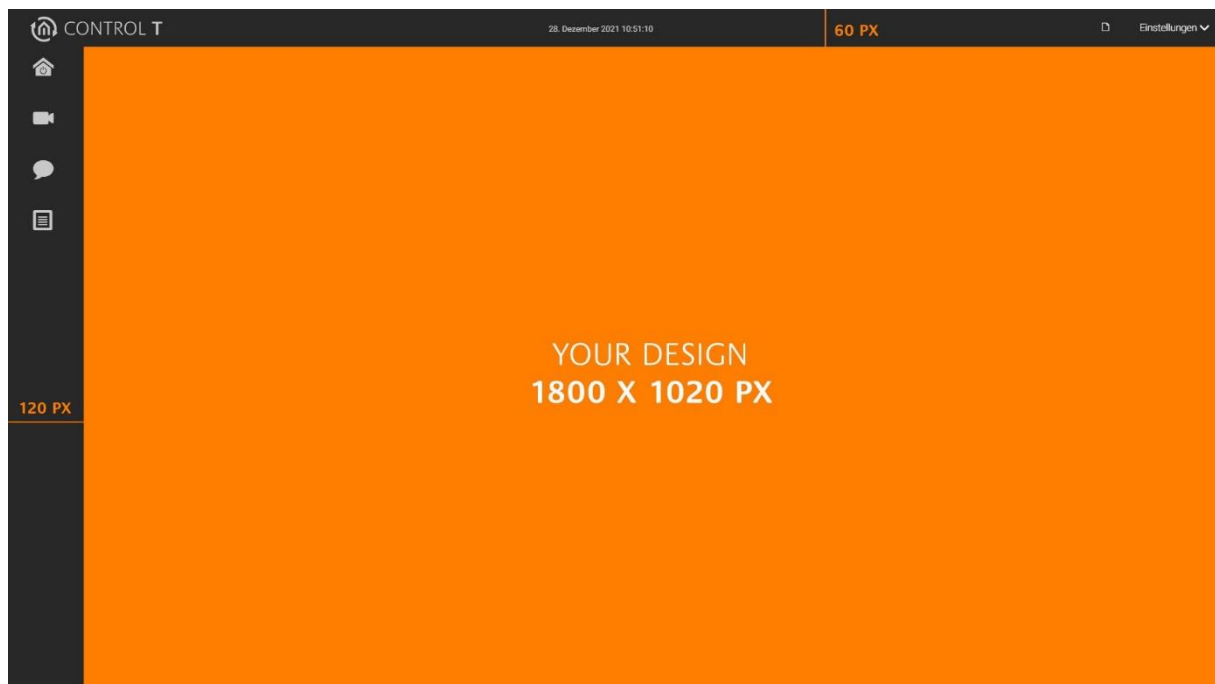 CONTROL T
28. Dezember 2021 10:51:10
60 PX
Einstellungen
YOUR DESIGN
1800 X 1020 PX
120 PX